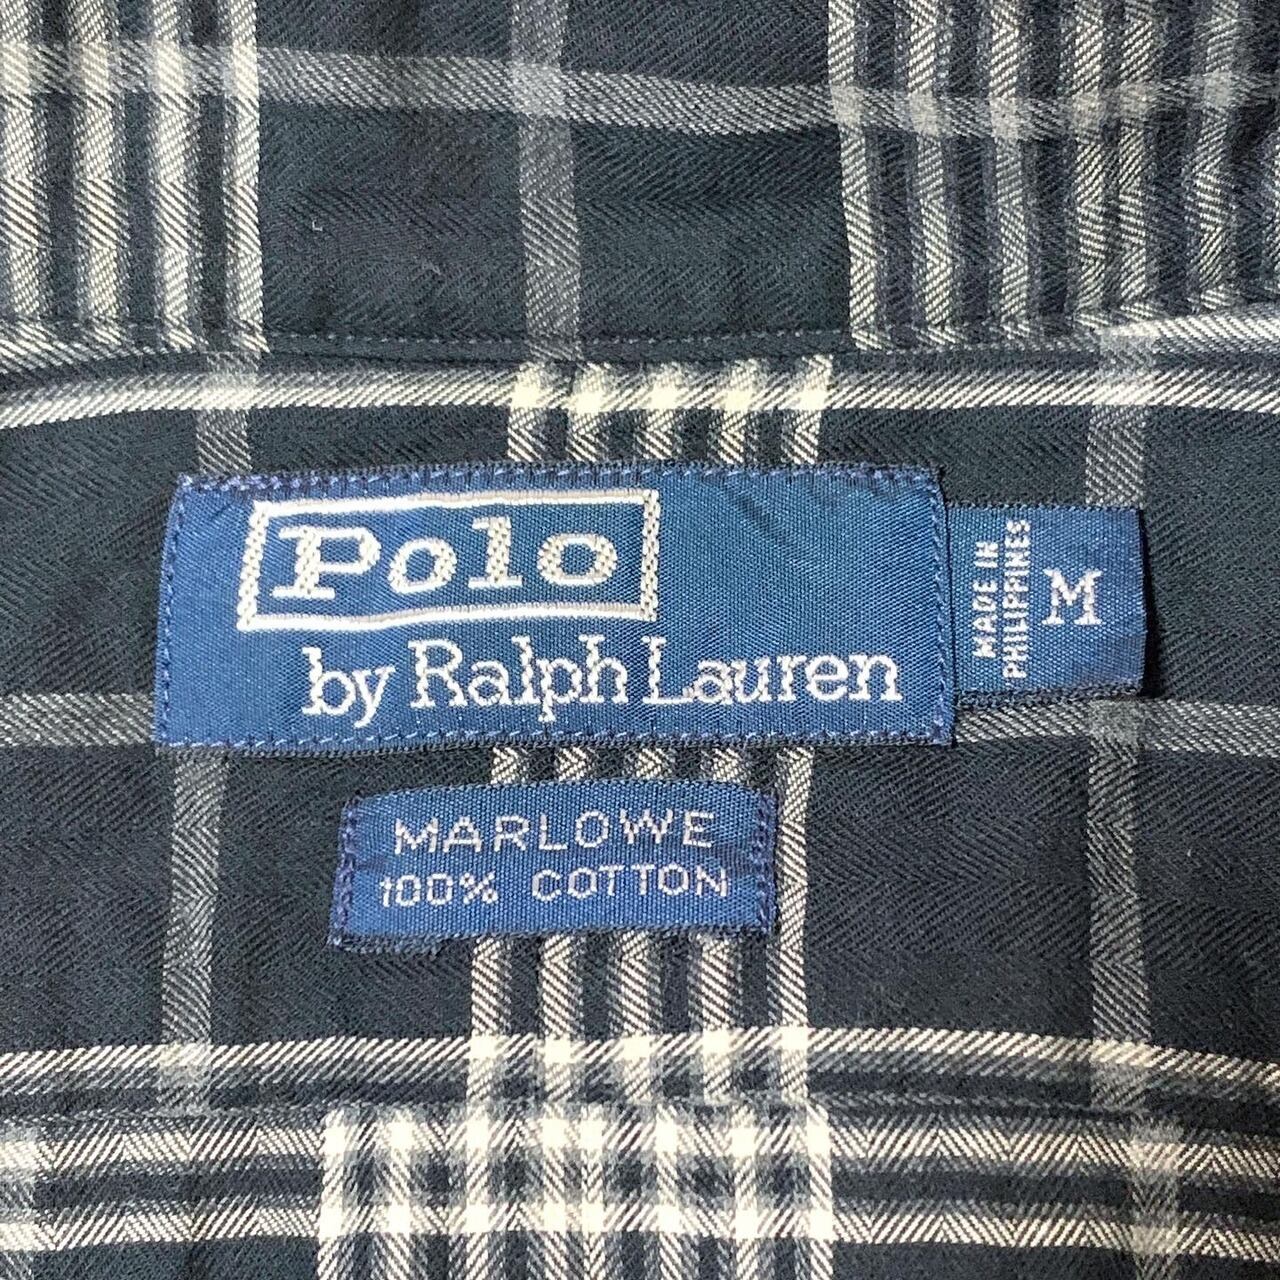 Polo
by Ralph Lauren
MADE IN
PHILIPPINES
M
MARLOWE
100% COTTON